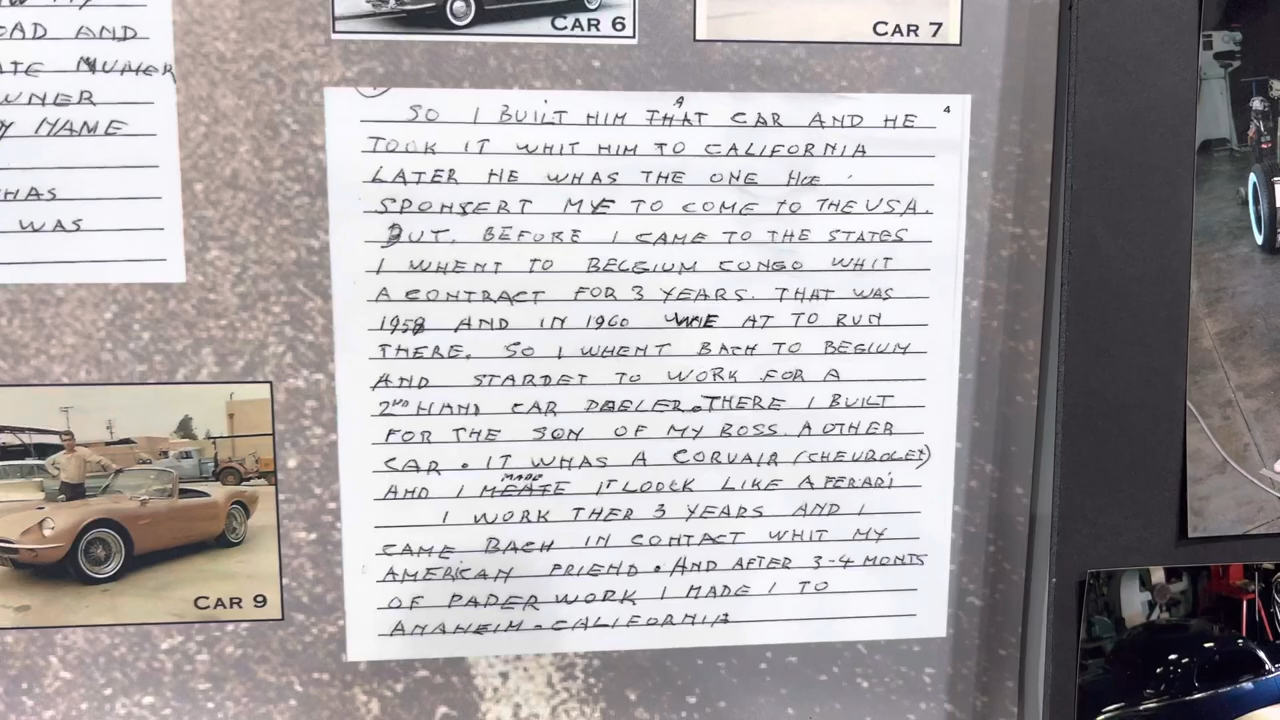 OAD AND
WNER
Y NAME
HAS
WAS
CAR 6
CAR 7
4
SO I BUILT HIM THAT CAR AND HE
TOOK IT WHIT HIM TO CALIFORNIA
LATER HE WHAS THE ONE
SPONSERT ME TO COME TO THE USA.
BUT, BEFORE I CAME TO THE STATES
I WHENT TO BELGIUM CONGO WHIT
A CONTRACT FOR 3 YEARS. THAT WAS
1958 AND IN 1960 AT TO RUN
THERE, SO I WHENT BACH TO BEGIUM
AND STARDET TO WORK FOR A
2ND HAND CAR DEELER. THERE I BUILT
FOR THE SON OF MY BOSS. A OTHER
CAR. IT WHAS A CORVAIR (CHEVROLET)
AND I MADE IT LOOCK LIKE A FERARI
I WORK THER 3 YEARS AND I
CAME BACH IN CONTACT WHIT MY
AMERICAN FRIEND. AND AFTER 3-4 MONTS
OF PAPER WORK I MADE I TO
ANAHEIM-CALIFORNIA
CAR 9